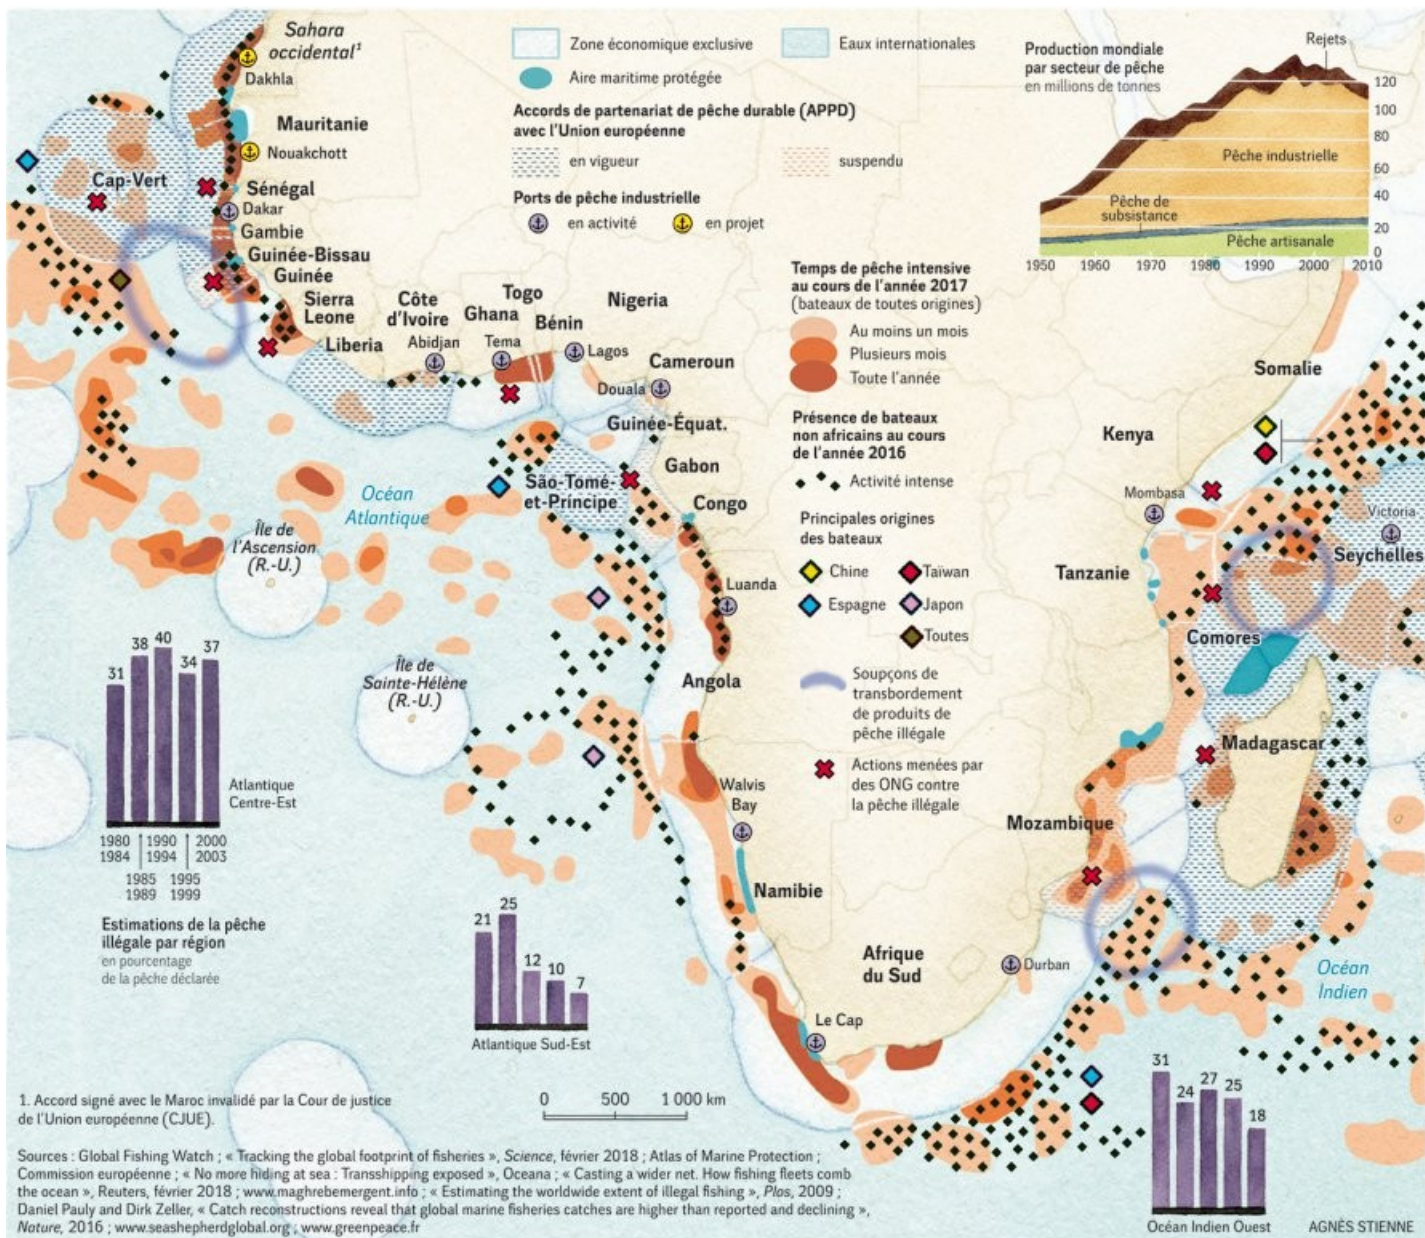 Sahara
occidental¹
Dakhla
Mauritanie
Nouakchott
Cap-Vert
Sénégal
Dakar
Gambie
Guinée-Bissau
Guinée
Sierra
Leone
Liberia
Côte
d'Ivoire
Abidjan
Ghana
Tema
Togo
Bénin
Nigeria
Lagos
Cameroun
Douala
Guinée-Équat.
São-Tomé-
et-Príncipe
Gabon
Congo
Luanda
Angola
Walvis
Bay
Namibie
Afrique
du Sud
Le Cap
Durban
Mozambique
Madagascar
Comores
Tanzanie
Mombasa
Kenya
Somalie
Victoria
Seychelles
Océan
Atlantique
Île de
l'Ascension
(R.-U.)
Île de
Sainte-Hélène
(R.-U.)
Océan
Indien
Zone économique exclusive
Eaux internationales
Aire maritime protégée
Accords de partenariat de pêche durable (APPD)
avec l'Union européenne
en vigueur
suspendu
Ports de pêche industrielle
en activité
en projet
Production mondiale
par secteur de pêche
en millions de tonnes
Rejets
Pêche industrielle
Pêche de
subsistance
Pêche artisanale
120
100
80
60
40
20
0
1950 1960 1970 1980 1990 2000 2010
Temps de pêche intensive
au cours de l'année 2017
(bateaux de toutes origines)
Au moins un mois
Plusieurs mois
Toute l'année
Présence de bateaux
non africains au cours
de l'année 2016
Activité intense
Principales origines
des bateaux
Chine
Taïwan
Espagne
Japon
Toutes
Soupçons de
transbordement
de produits de
pêche illégale
Actions menées par
des ONG contre
la pêche illégale
31 38 40 34 37
Atlantique
Centre-Est
1980 1990 2000
1984 1994 2003
1985 1995
1989 1999
Estimations de la pêche
illégale par région
en pourcentage
de la pêche déclarée
21 25 12 10 7
Atlantique Sud-Est
31 24 27 25 18
Océan Indien Ouest
0 500 1 000 km
1. Accord signé avec le Maroc invalidé par la Cour de justice
de l'Union européenne (CJUE).
Sources : Global Fishing Watch ; « Tracking the global footprint of fisheries », Science, février 2018 ; Atlas of Marine Protection ;
Commission européenne ; « No more hiding at sea : Transshipping exposed », Oceana ; « Casting a wider net. How fishing fleets comb
the ocean », Reuters, février 2018 ; www.maghrebemergent.info ; « Estimating the worldwide extent of illegal fishing », Plos, 2009 ;
Daniel Pauly and Dirk Zeller, « Catch reconstructions reveal that global marine fisheries catches are higher than reported and declining »,
Nature, 2016 ; www.seashepherdglobal.org ; www.greenpeace.fr
AGNÈS STIENNE